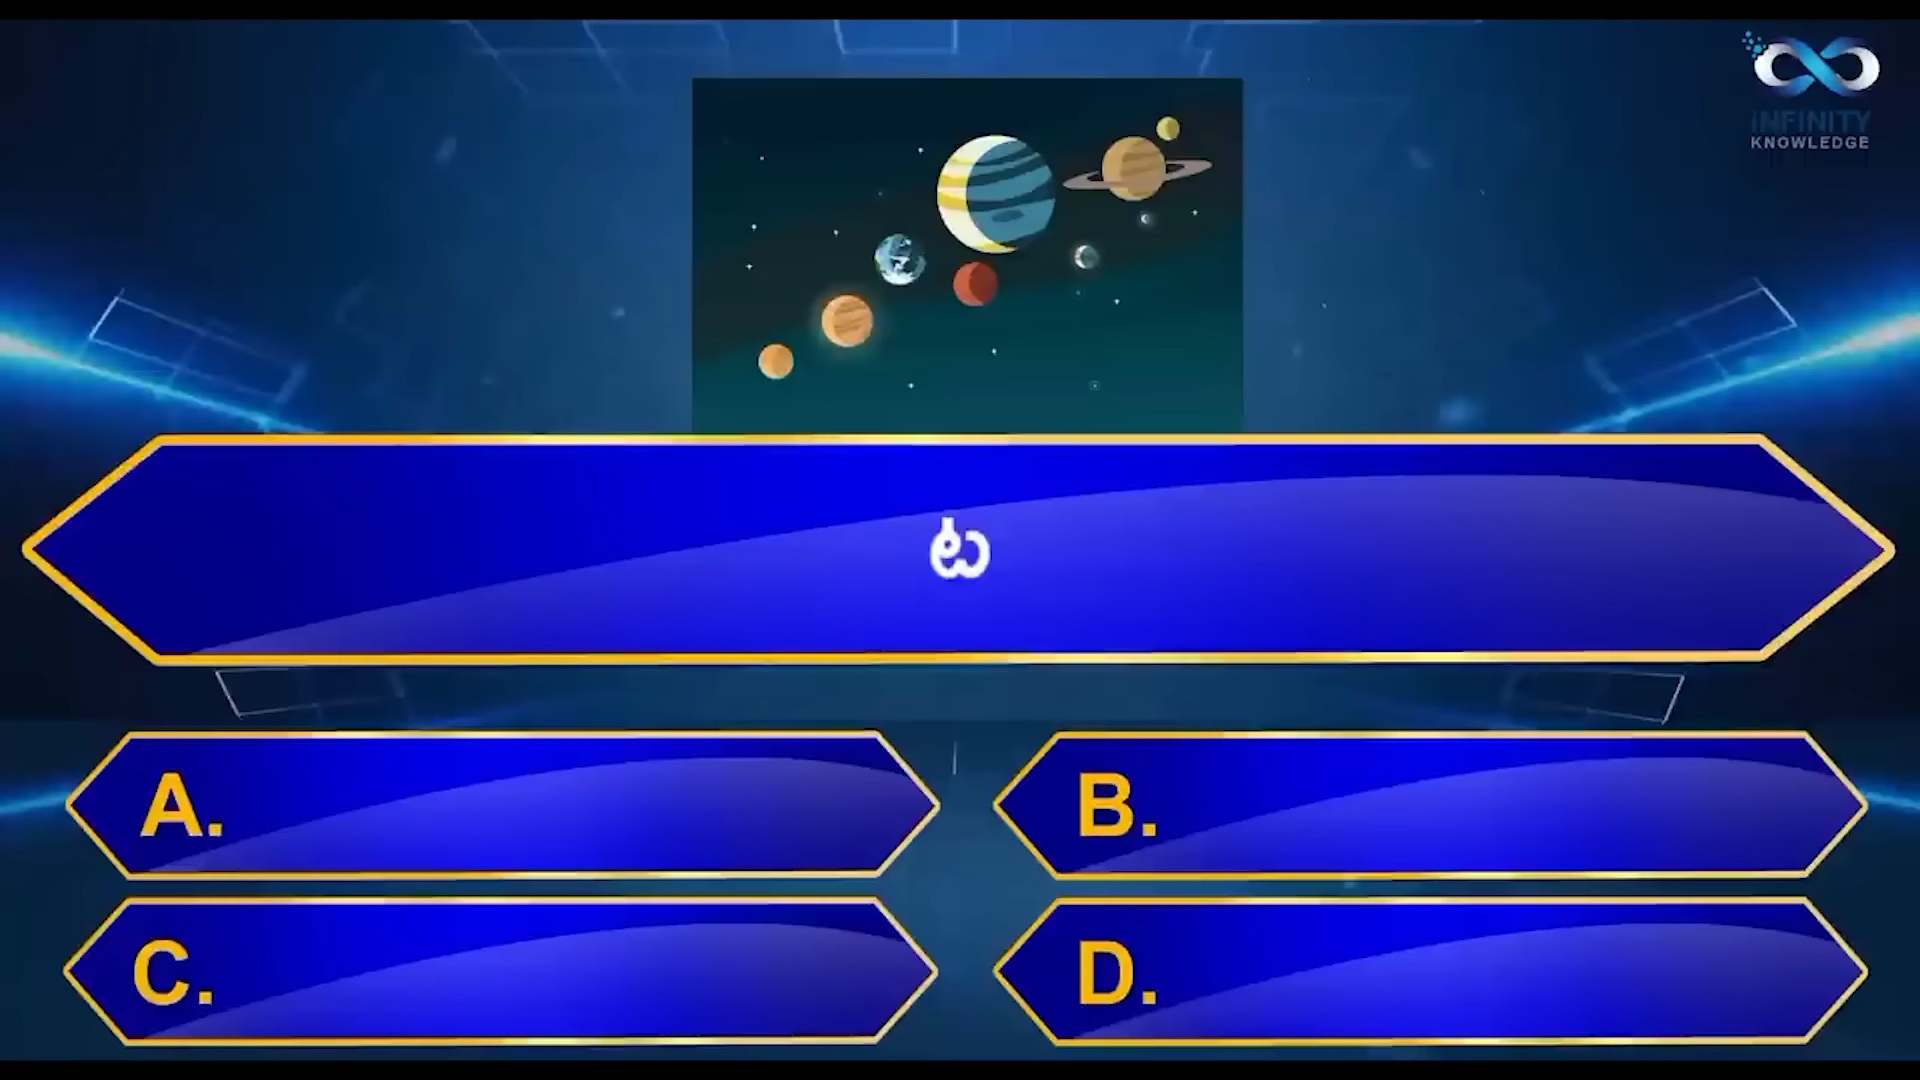 INFINITY
KNOWLEDGE
ట
A.
B.
C.
D.